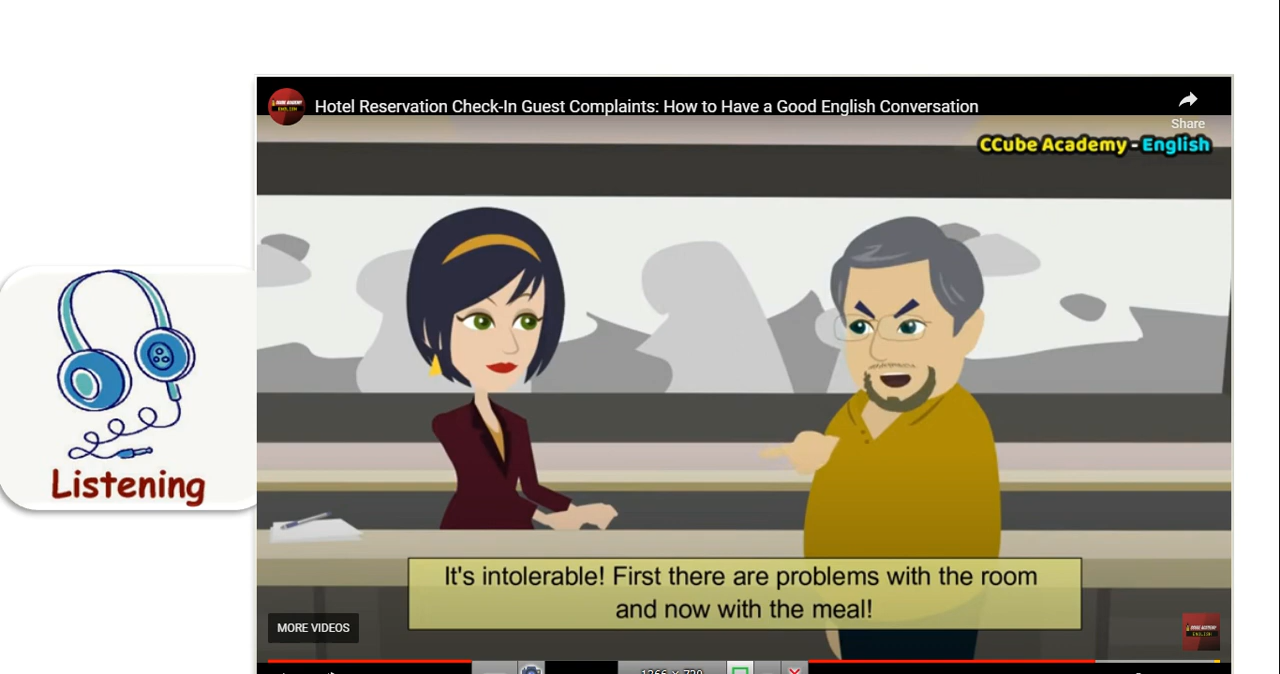 Hotel Reservation Check-In Guest Complaints: How to Have a Good English Conversation
Share
CCube Academy - English
Listening
It's intolerable! First there are problems with the room
and now with the meal!
MORE VIDEOS